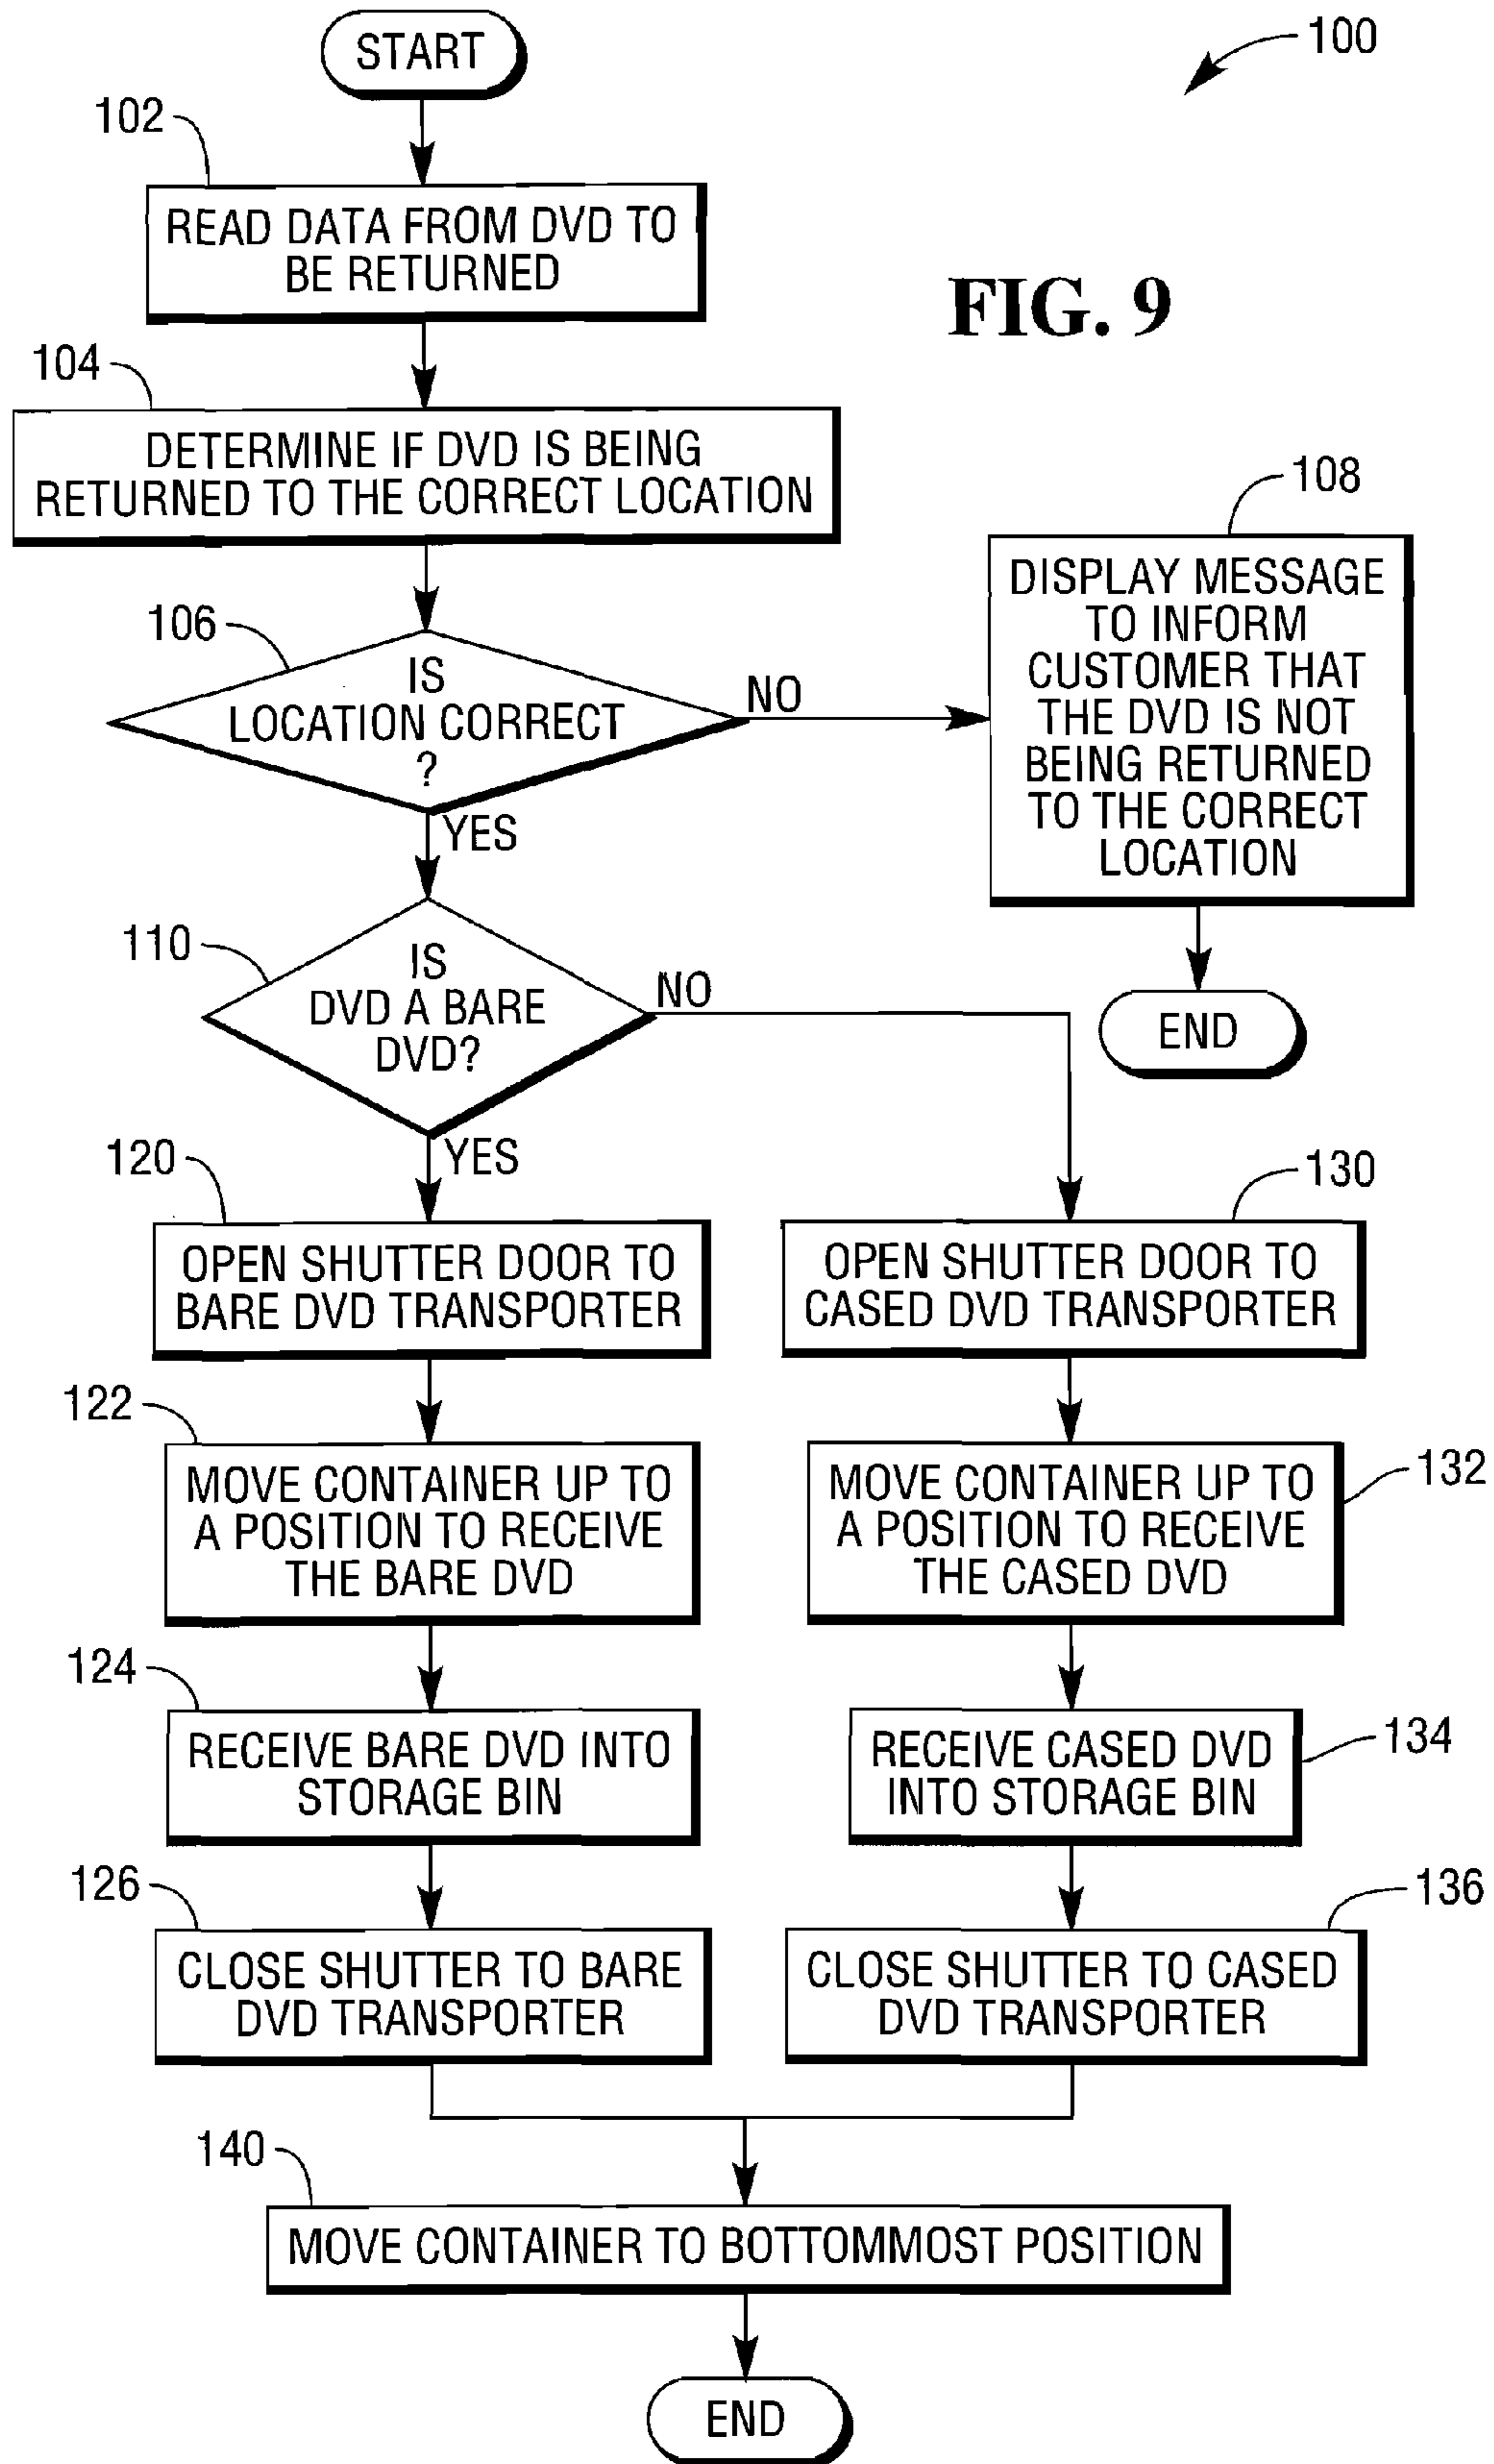 START
100
102
READ DATA FROM DVD TO
BE RETURNED
FIG. 9
104
DETERMINE IF DVD IS BEING
RETURNED TO THE CORRECT LOCATION
106
IS
LOCATION CORRECT
?
NO
108
DISPLAY MESSAGE
TO INFORM
CUSTOMER THAT
THE DVD IS NOT
BEING RETURNED
TO THE CORRECT
LOCATION
END
YES
110
IS
DVD A BARE
DVD?
NO
YES
120
OPEN SHUTTER DOOR TO
BARE DVD TRANSPORTER
130
OPEN SHUTTER DOOR TO
CASED DVD TRANSPORTER
122
MOVE CONTAINER UP TO
A POSITION TO RECEIVE
THE BARE DVD
132
MOVE CONTAINER UP TO
A POSITION TO RECEIVE
THE CASED DVD
124
RECEIVE BARE DVD INTO
STORAGE BIN
134
RECEIVE CASED DVD
INTO STORAGE BIN
126
CLOSE SHUTTER TO BARE
DVD TRANSPORTER
136
CLOSE SHUTTER TO CASED
DVD TRANSPORTER
140
MOVE CONTAINER TO BOTTOMMOST POSITION
END